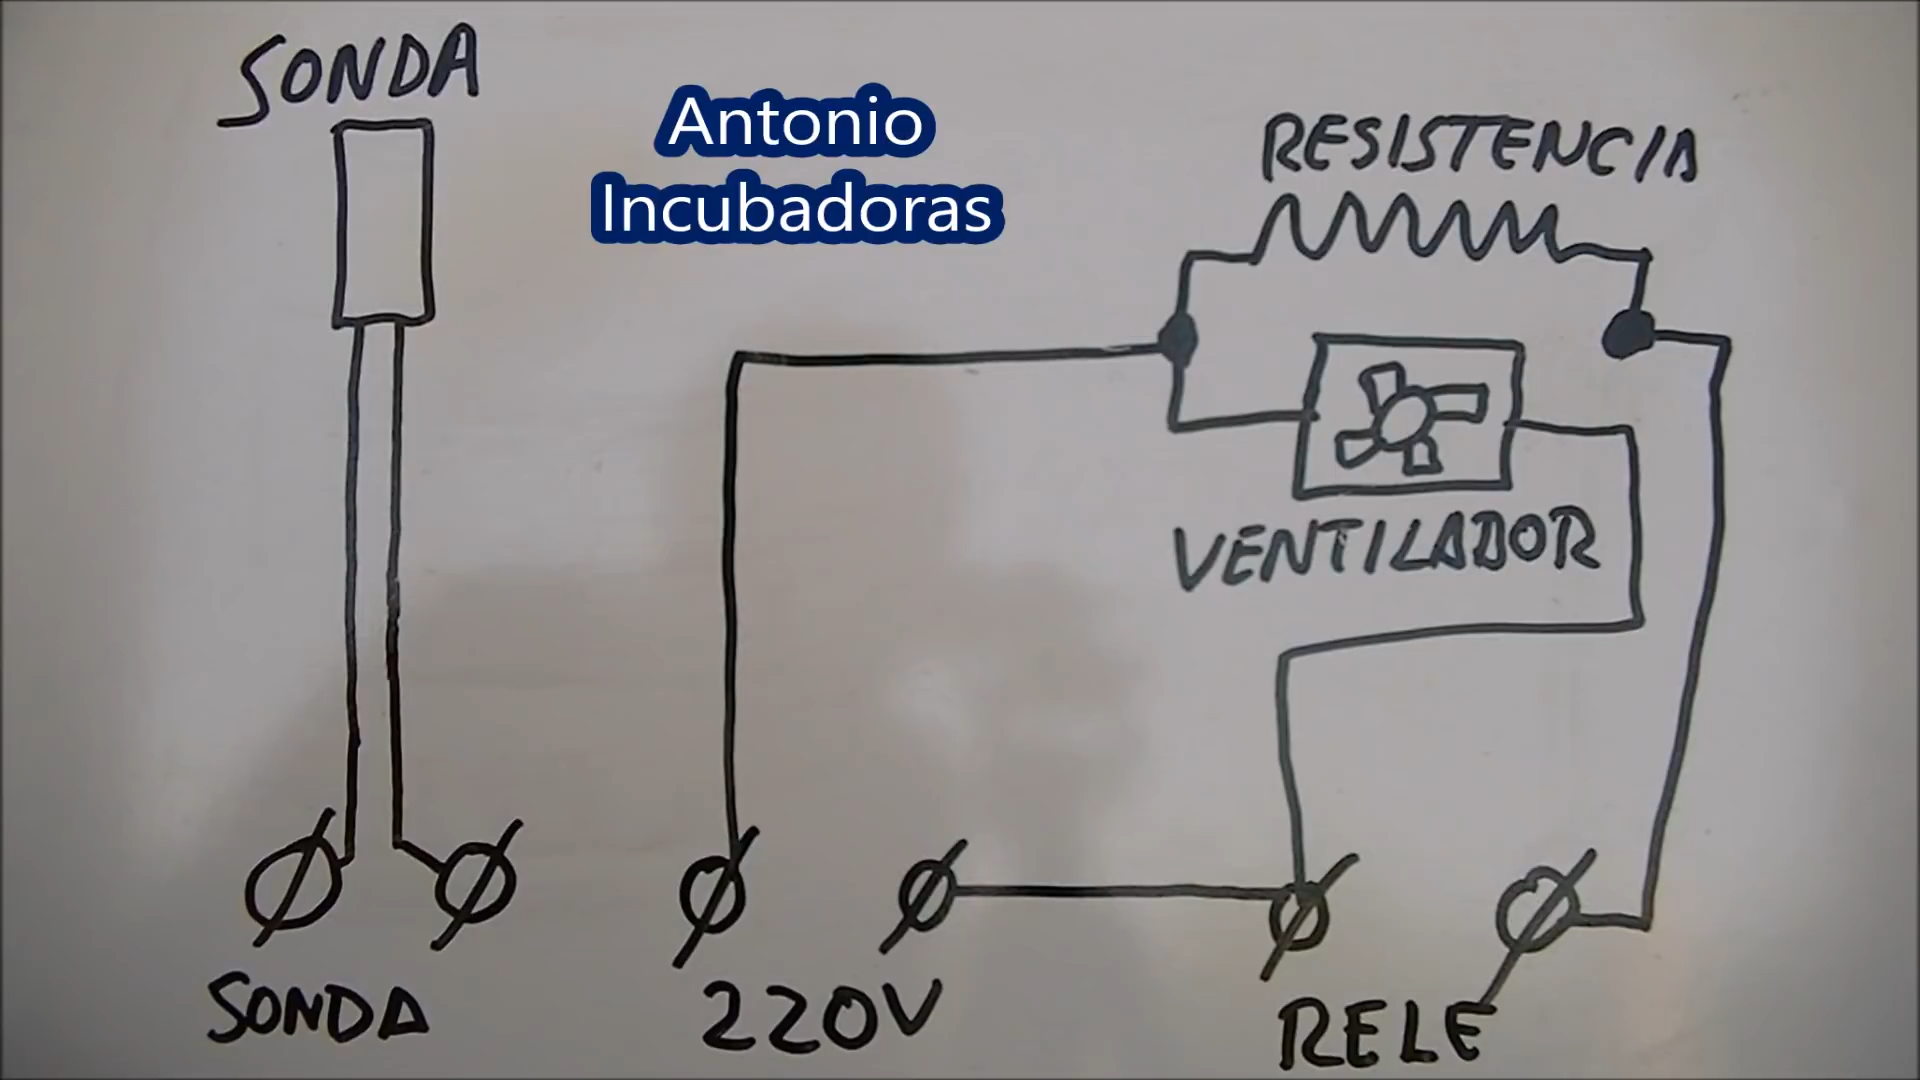 SONDA
Antonio
Incubadoras
RESISTENCIA
VENTILADOR
SONDA
220V
RELE